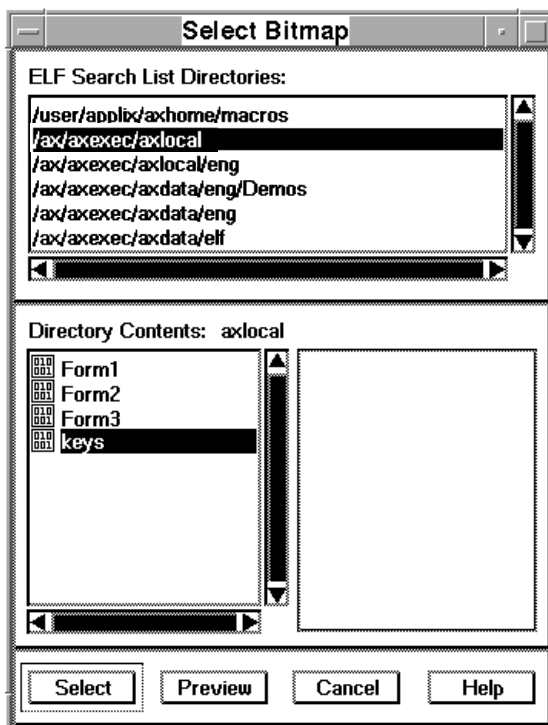 Select Bitmap
ELF Search List Directories:
/user/applix/axhome/macros
/ax/axexec/axlocal
/ax/axexec/axlocal/eng
/ax/axexec/axdata/eng/Demos
/ax/axexec/axdata/eng
/ax/axexec/axdata/elf
Directory Contents: axlocal
Form1
Form2
Form3
keys
Select Preview Cancel Help